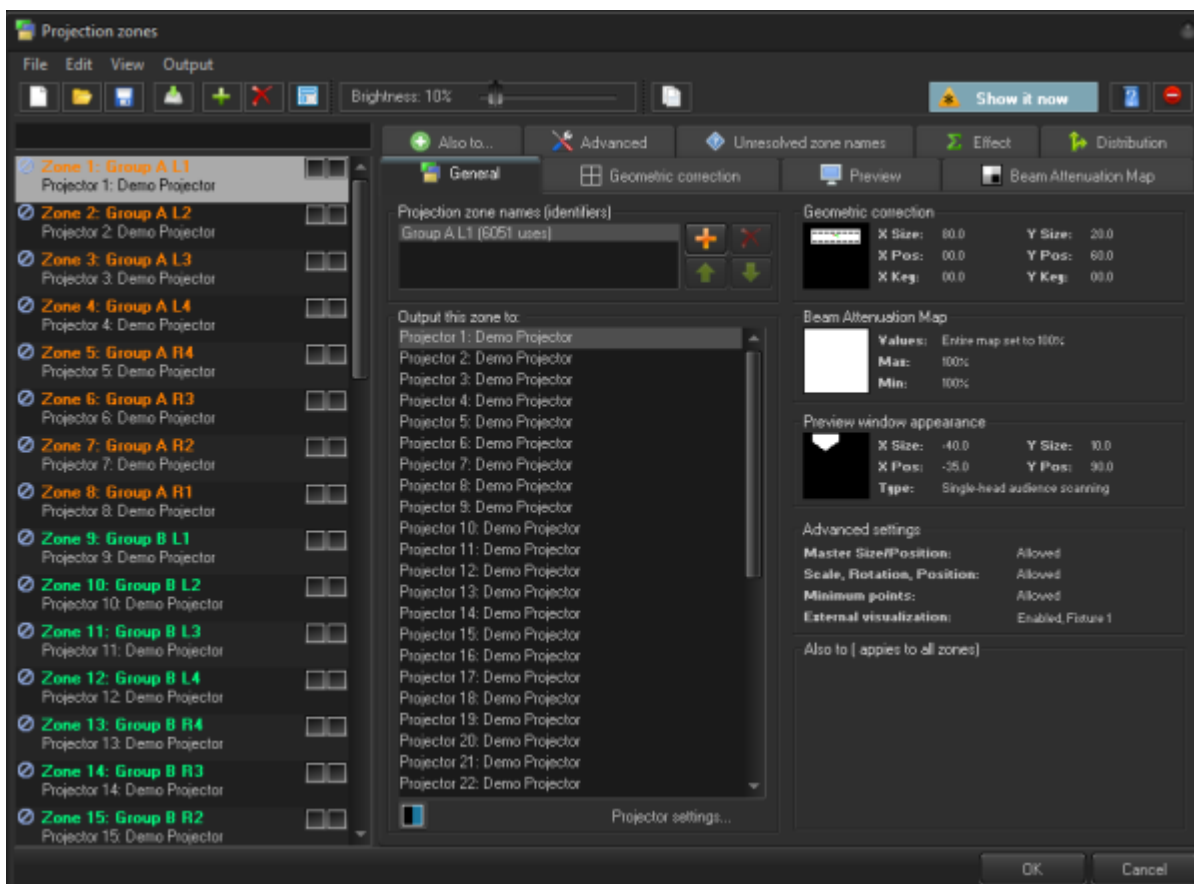 Projection zones
File Edit View Output
Brightness: 10% Show it now
Also to... Advanced Unresolved zone names Effect Distribution
General Geometric correction Preview Beam Attenuation Map
Zone 1: Group A L1
Projector 1: Demo Projector
Zone 2: Group A L2
Projector 2: Demo Projector
Zone 3: Group A L3
Projector 3: Demo Projector
Zone 4: Group A L4
Projector 4: Demo Projector
Zone 5: Group A R4
Projector 5: Demo Projector
Zone 6: Group A R3
Projector 6: Demo Projector
Zone 7: Group A R2
Projector 7: Demo Projector
Zone 8: Group A R1
Projector 8: Demo Projector
Zone 9: Group B L1
Projector 9: Demo Projector
Zone 10: Group B L2
Projector 10: Demo Projector
Zone 11: Group B L3
Projector 11: Demo Projector
Zone 12: Group B L4
Projector 12: Demo Projector
Zone 13: Group B R4
Projector 13: Demo Projector
Zone 14: Group B R3
Projector 14: Demo Projector
Zone 15: Group B R2
Projector 15: Demo Projector
Projection zone names (identifiers)
Group A L1 (6051 uses)
Output this zone to:
Projector 1: Demo Projector
Projector 2: Demo Projector
Projector 3: Demo Projector
Projector 4: Demo Projector
Projector 5: Demo Projector
Projector 6: Demo Projector
Projector 7: Demo Projector
Projector 8: Demo Projector
Projector 9: Demo Projector
Projector 10: Demo Projector
Projector 11: Demo Projector
Projector 12: Demo Projector
Projector 13: Demo Projector
Projector 14: Demo Projector
Projector 15: Demo Projector
Projector 16: Demo Projector
Projector 17: Demo Projector
Projector 18: Demo Projector
Projector 19: Demo Projector
Projector 20: Demo Projector
Projector 21: Demo Projector
Projector 22: Demo Projector
Projector settings...
Geometric correction
X Size: 80.0 Y Size: 20.0
X Pos: 00.0 Y Pos: 60.0
X Key: 00.0 Y Key: 00.0
Beam Attenuation Map
Values: Entire map set to 100%
Max: 100%
Min: 100%
Preview window appearance
X Size: -40.0 Y Size: 10.0
X Pos: -35.0 Y Pos: 90.0
Type: Single-head audience scanning
Advanced settings
Master Size/Position: Allowed
Scale, Rotation, Position: Allowed
Minimum points: Allowed
External visualization: Enabled, Fixture 1
Also to ( appies to all zones)
OK Cancel